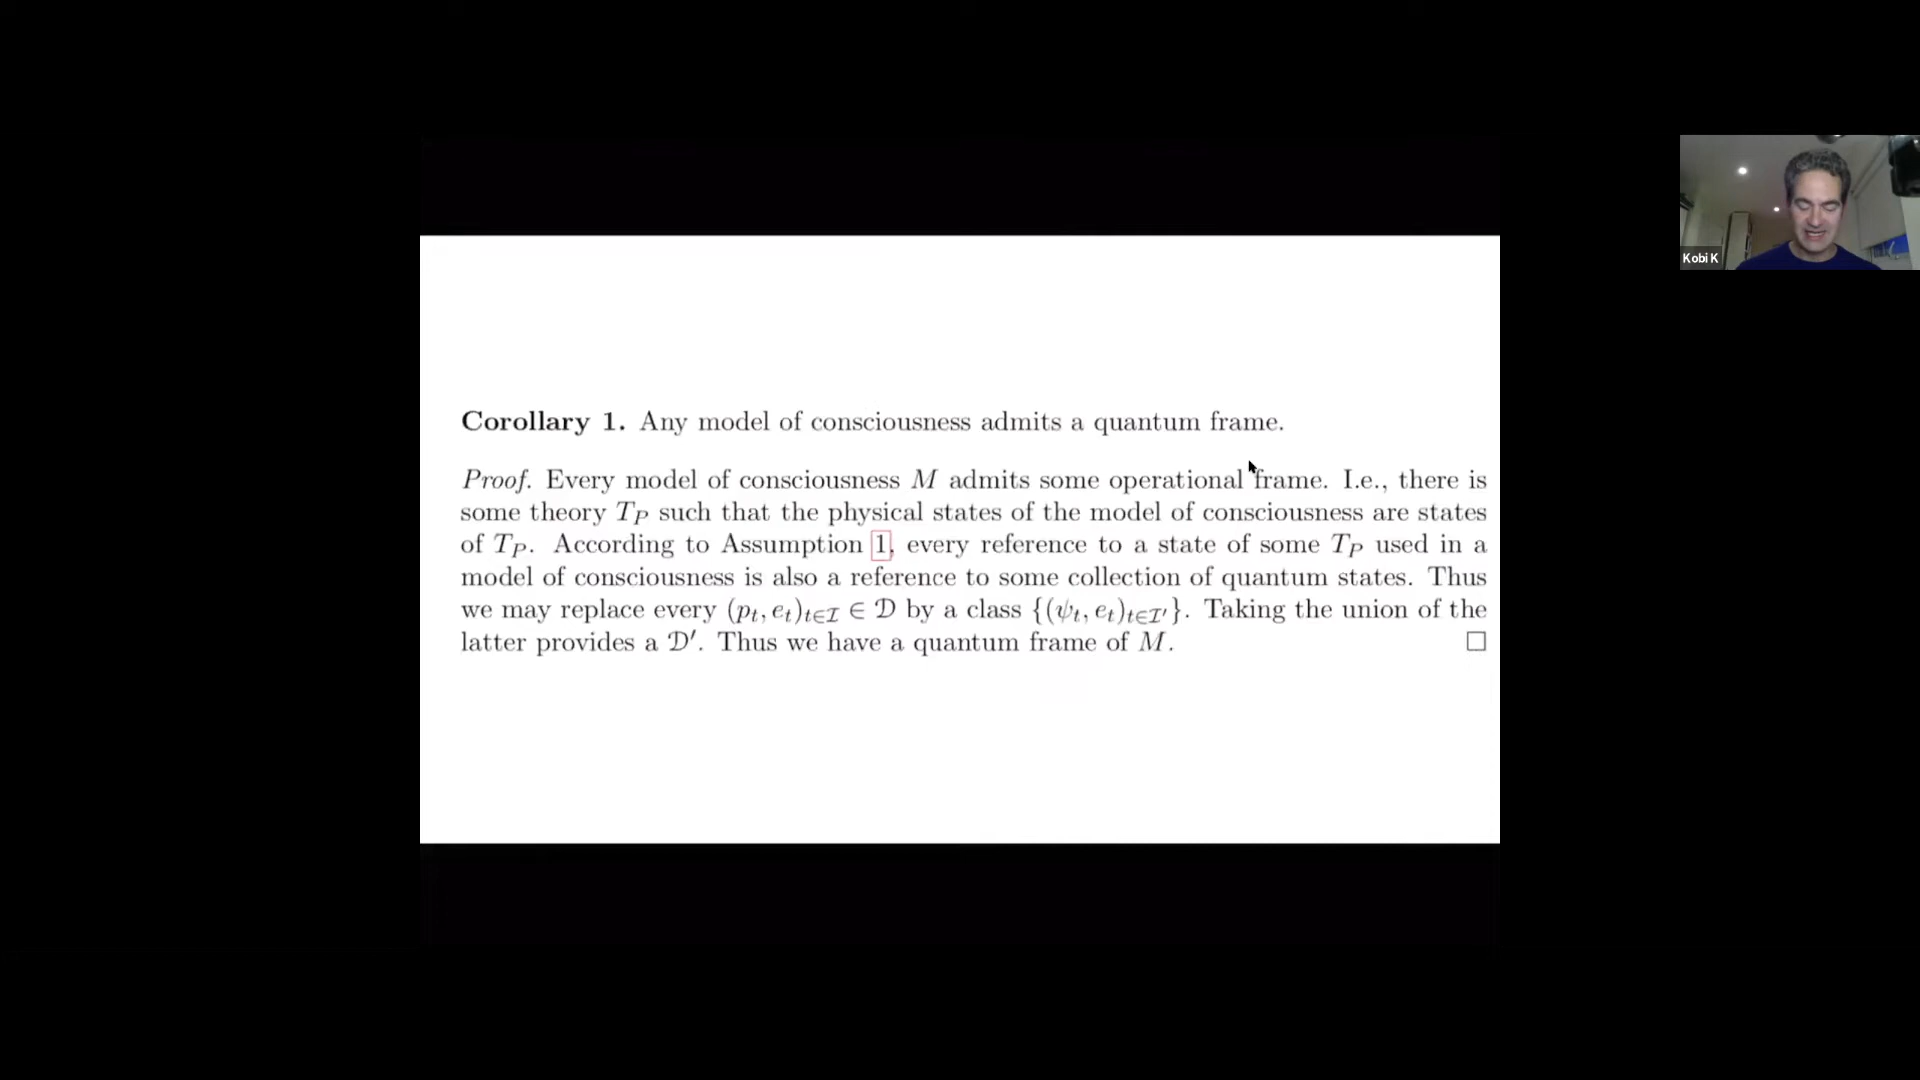 Corollary 1. Any model of consciousness admits a quantum frame.
Proof. Every model of consciousness M admits some operational frame. I.e., there is
some theory T_P such that the physical states of the model of consciousness are states
of T_P. According to Assumption 1, every reference to a state of some T_P used in a
model of consciousness is also a reference to some collection of quantum states. Thus
we may replace every (p_t, e_t)_{t∈I} ∈ D by a class {(ψ_t, e_t)_{t∈I'}}. Taking the union of the
latter provides a D′. Thus we have a quantum frame of M. □
Kobi K